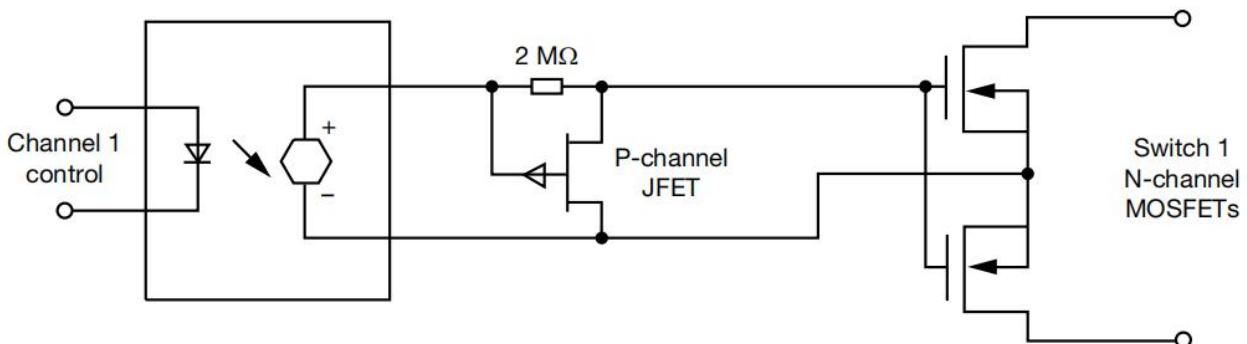 2 MΩ
Channel 1
control
+
−
P-channel
JFET
Switch 1
N-channel
MOSFETs